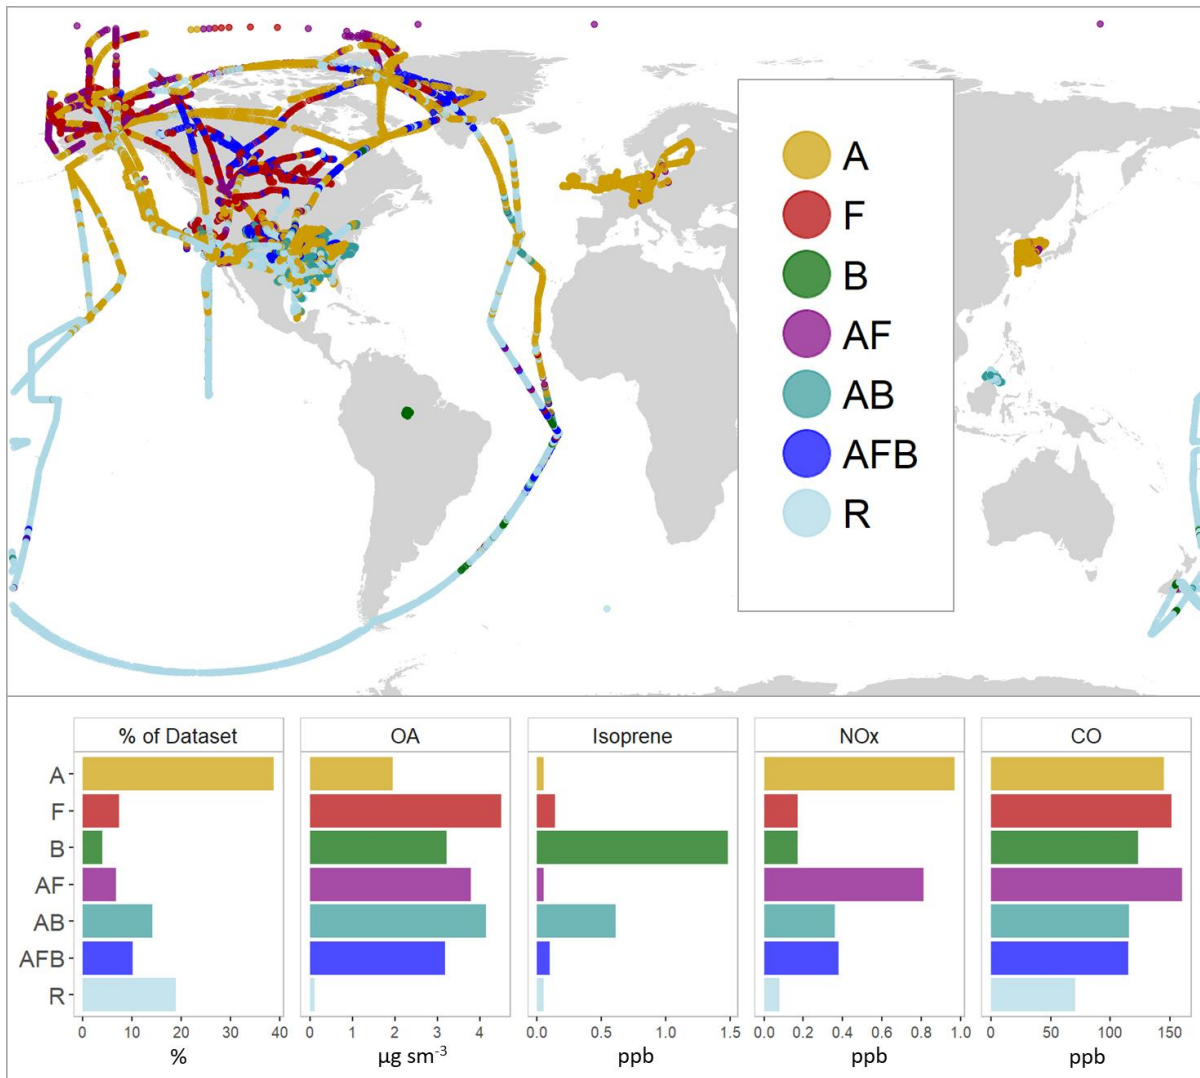 A
F
B
AF
AB
AFB
R
% of Dataset OA Isoprene NOx CO
A
F
B
AF
AB
AFB
R
0 10 20 30 40 0 1 2 3 4 0.0 0.5 1.0 1.5 0.0 0.2 0.4 0.6 0.8 1.0 0 50 100 150
% µg sm-3 ppb ppb ppb